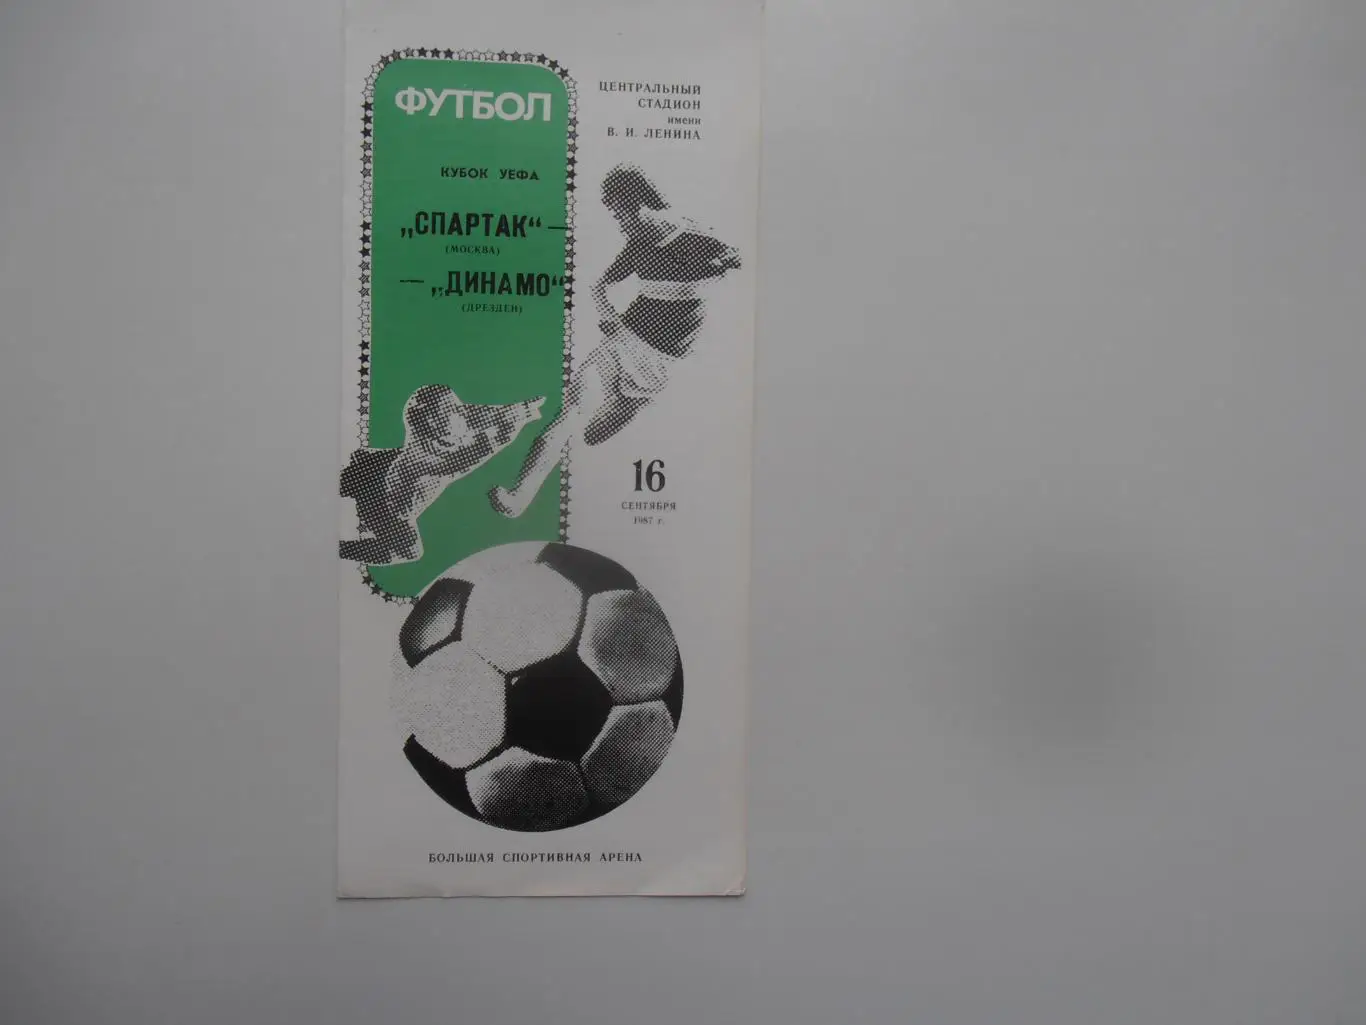 ФУТБОЛ
КУБОК УЕФА
„СПАРТАК“ —
(МОСКВА)
— „ДИНАМО“
(ДРЕЗДЕН)
ЦЕНТРАЛЬНЫЙ
СТАДИОН
имени
В. И. ЛЕНИНА
16
СЕНТЯБРЯ
1987 г.
БОЛЬШАЯ СПОРТИВНАЯ АРЕНА